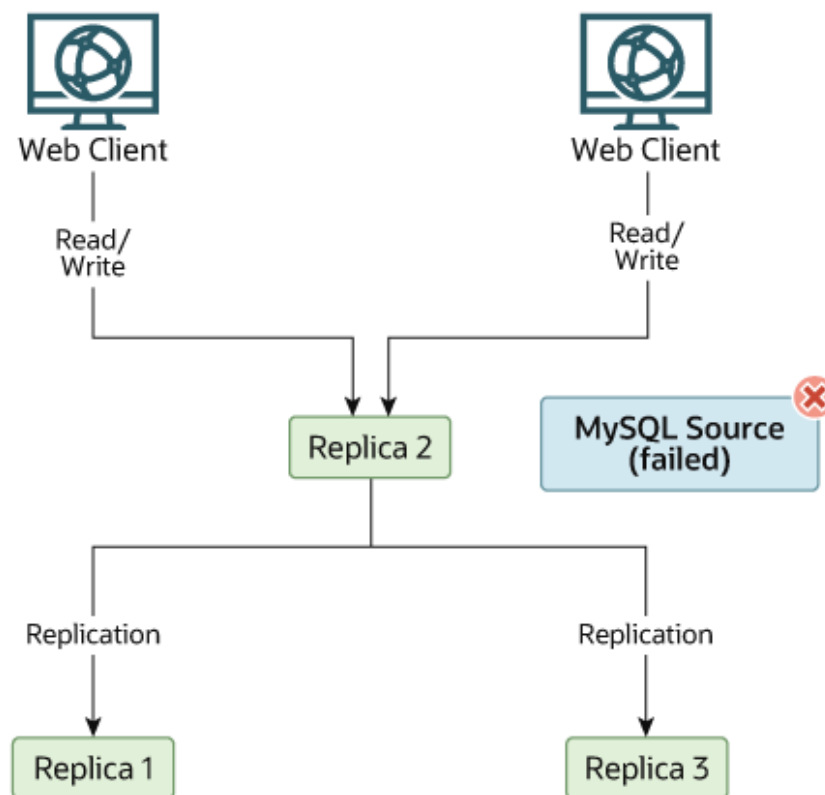 Web Client
Web Client
Read/
Write
Read/
Write
Replica 2
MySQL Source
(failed)
Replication
Replication
Replica 1
Replica 3